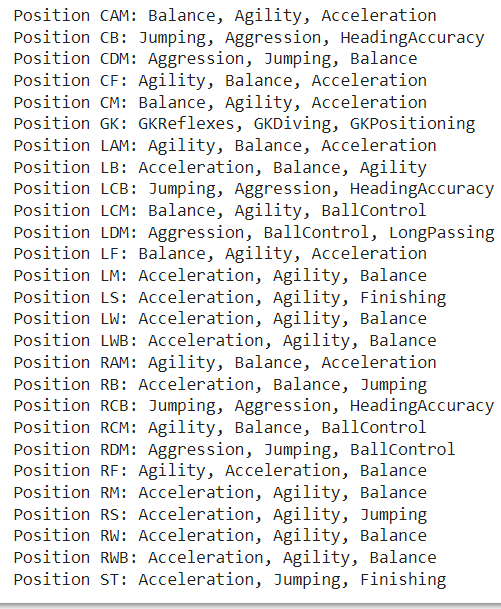 Position CAM: Balance, Agility, Acceleration
Position CB: Jumping, Aggression, HeadingAccuracy
Position CDM: Aggression, Jumping, Balance
Position CF: Agility, Balance, Acceleration
Position CM: Balance, Agility, Acceleration
Position GK: GKReflexes, GKDiving, GKPositioning
Position LAM: Agility, Balance, Acceleration
Position LB: Acceleration, Balance, Agility
Position LCB: Jumping, Aggression, HeadingAccuracy
Position LCM: Balance, Agility, BallControl
Position LDM: Aggression, BallControl, LongPassing
Position LF: Balance, Agility, Acceleration
Position LM: Acceleration, Agility, Balance
Position LS: Acceleration, Agility, Finishing
Position LW: Acceleration, Agility, Balance
Position LWB: Acceleration, Agility, Balance
Position RAM: Agility, Balance, Acceleration
Position RB: Acceleration, Balance, Jumping
Position RCB: Jumping, Aggression, HeadingAccuracy
Position RCM: Agility, Balance, BallControl
Position RDM: Aggression, Jumping, BallControl
Position RF: Agility, Acceleration, Balance
Position RM: Acceleration, Agility, Balance
Position RS: Acceleration, Agility, Jumping
Position RW: Acceleration, Agility, Balance
Position RWB: Acceleration, Agility, Balance
Position ST: Acceleration, Jumping, Finishing